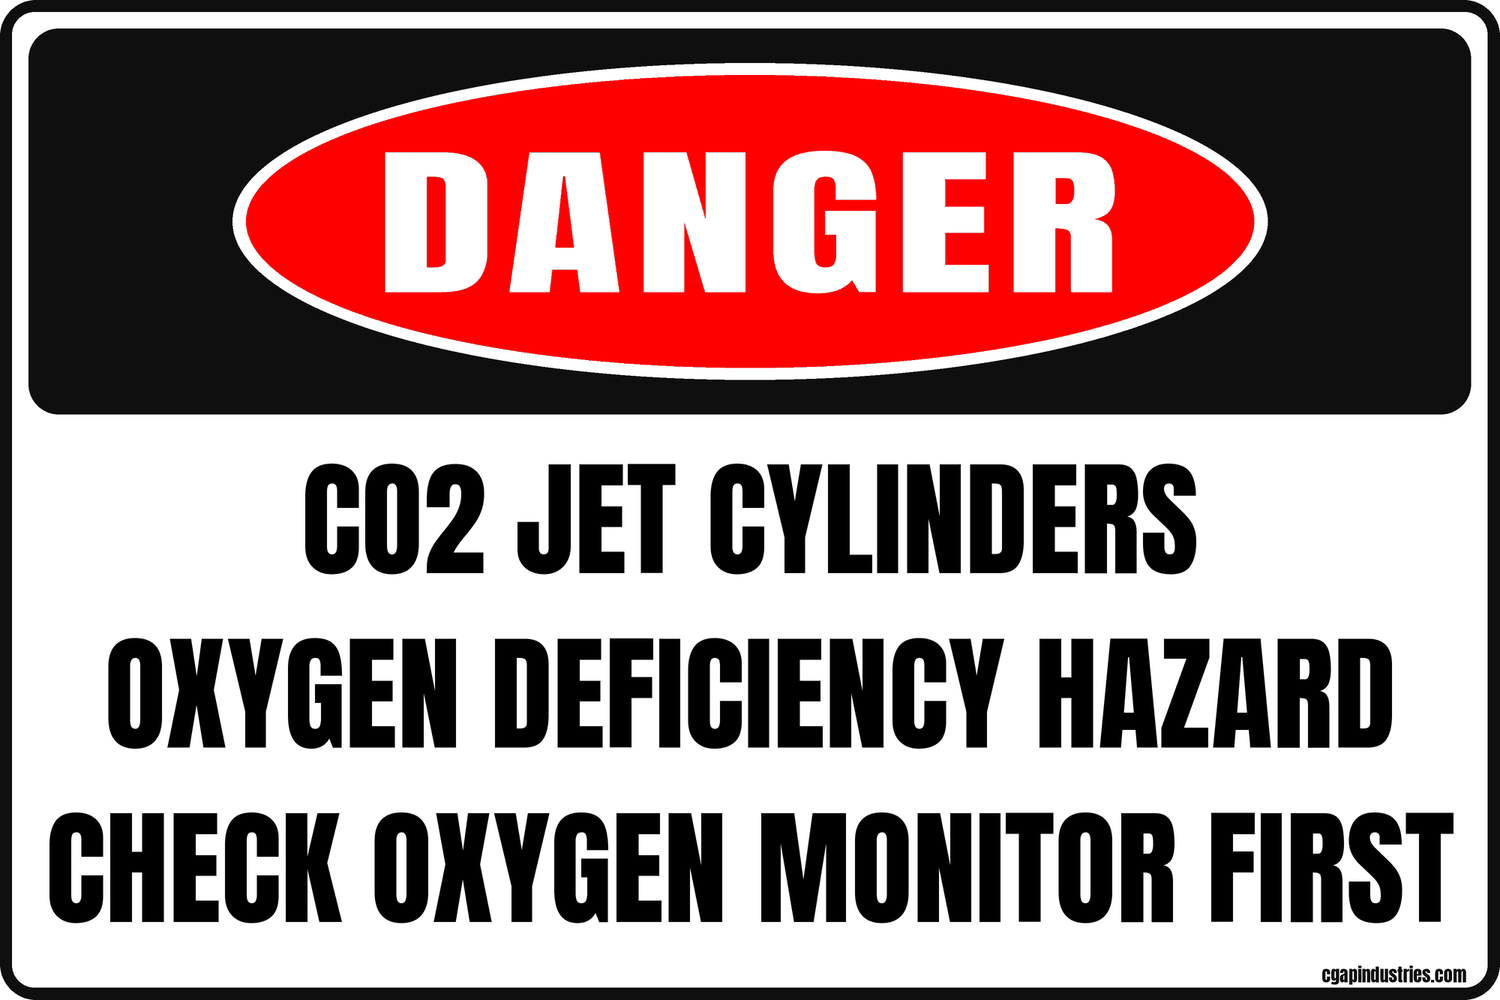 DANGER
CO2 JET CYLINDERS
OXYGEN DEFICIENCY HAZARD
CHECK OXYGEN MONITOR FIRST
cgapindustries.com